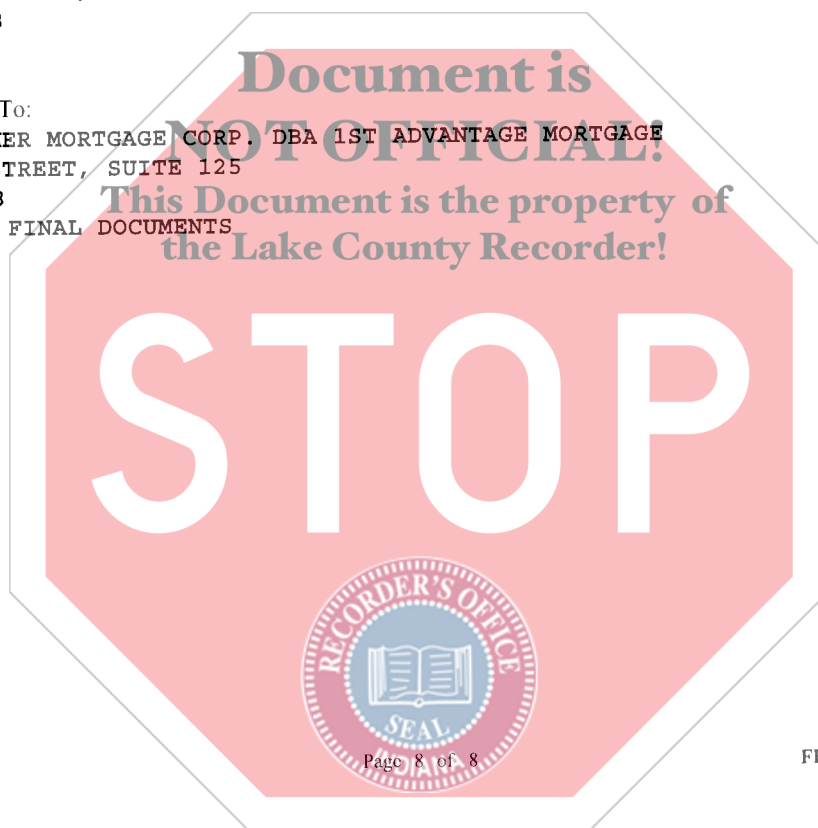 Document is
To:
ER MORTGAGE CORP. DBA 1ST ADVANTAGE MORTGAGE
NOT OFFICIAL!
TREET, SUITE 125
This Document is the property of
FINAL DOCUMENTS
the Lake County Recorder!
STOP
RECORDER'S OFFICE
SEAL
INDIANA
Page 8 of 8